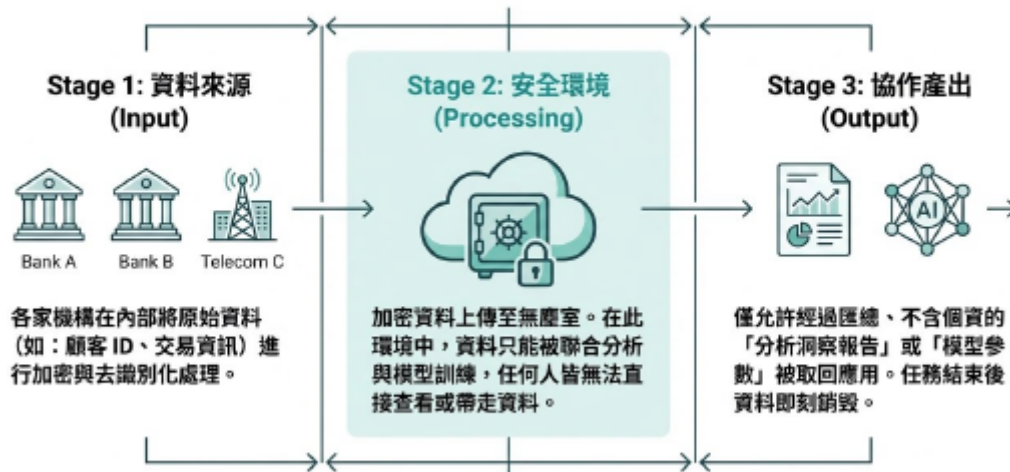 Stage 1: 資料來源
(Input)
Bank A
Bank B
Telecom C
各家機構在內部將原始資料
（如：顧客 ID、交易資訊）進
行加密與去識別化處理。
Stage 2: 安全環境
(Processing)
加密資料上傳至無塵室。在此
環境中，資料只能被聯合分析
與模型訓練，任何人皆無法直
接查看或帶走資料。
Stage 3: 協作產出
(Output)
AI
僅允許經過匯總、不含個資的
「分析洞察報告」或「模型參
數」被取回應用。任務結束後
資料即刻銷毀。